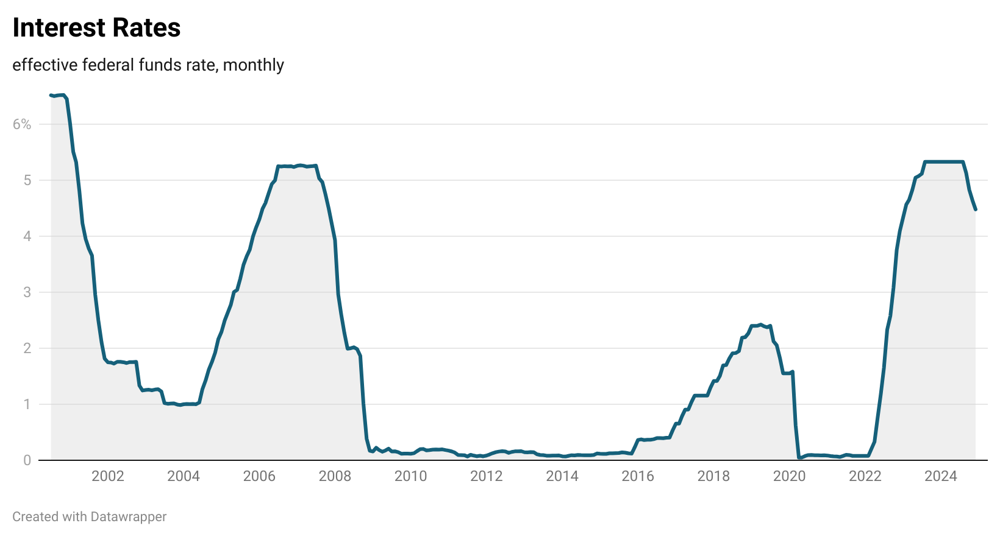 Interest Rates
effective federal funds rate, monthly
6%
5
4
3
2
1
0
2002 2004 2006 2008 2010 2012 2014 2016 2018 2020 2022 2024
Created with Datawrapper